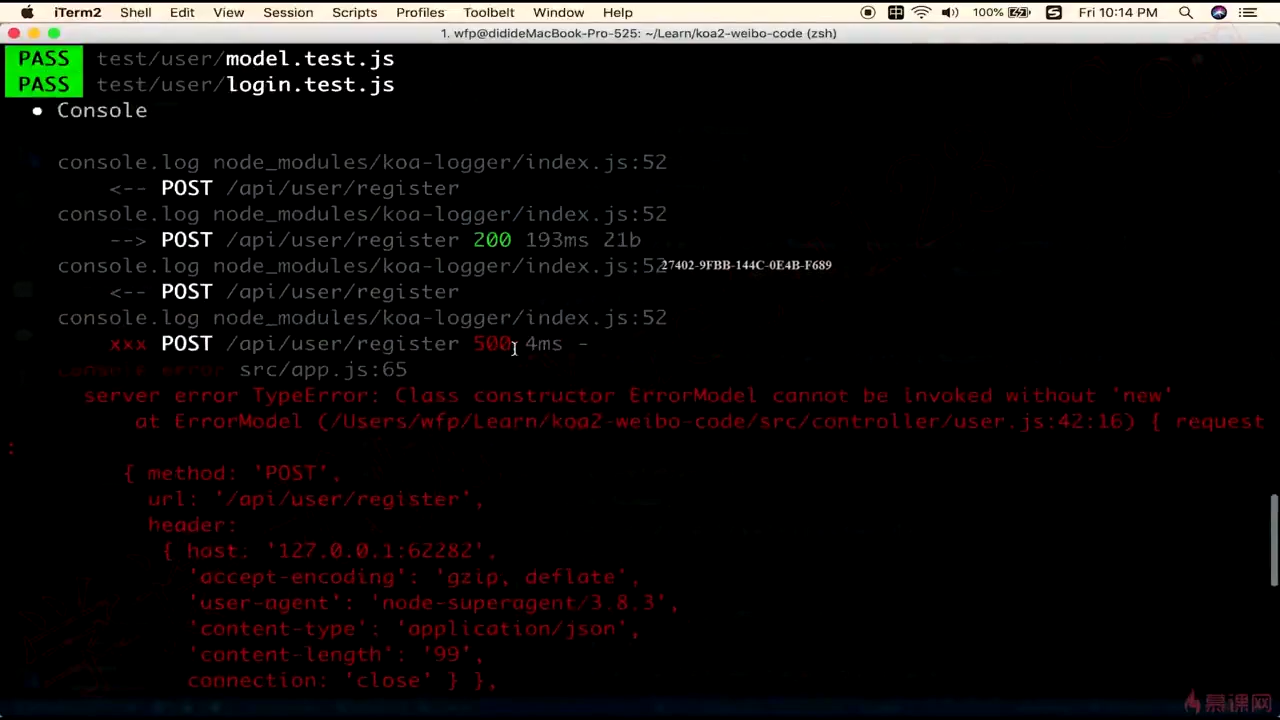 iTerm2 Shell Edit View Session Scripts Profiles Toolbelt Window Help 中 100% S Fri 10:14 PM
1. wfp@didideMacBook-Pro-525: ~/Learn/koa2-weibo-code (zsh)
PASS test/user/model.test.js
PASS test/user/login.test.js
● Console
console.log node_modules/koa-logger/index.js:52
<-- POST /api/user/register
console.log node_modules/koa-logger/index.js:52
--> POST /api/user/register 200 193ms 21b
console.log node_modules/koa-logger/index.js:52
27402-9FBB-144C-0E4B-F689
<-- POST /api/user/register
console.log node_modules/koa-logger/index.js:52
xxx POST /api/user/register 500 4ms -
console.error src/app.js:65
server error TypeError: Class constructor ErrorModel cannot be invoked without 'new'
at ErrorModel (/Users/wfp/Learn/koa2-weibo-code/src/controller/user.js:42:16) { request
:
{ method: 'POST',
url: '/api/user/register',
header:
{ host: '127.0.0.1:62282',
'accept-encoding': 'gzip, deflate',
'user-agent': 'node-superagent/3.8.3',
'content-type': 'application/json',
'content-length': '99',
connection: 'close' } },
慕课网